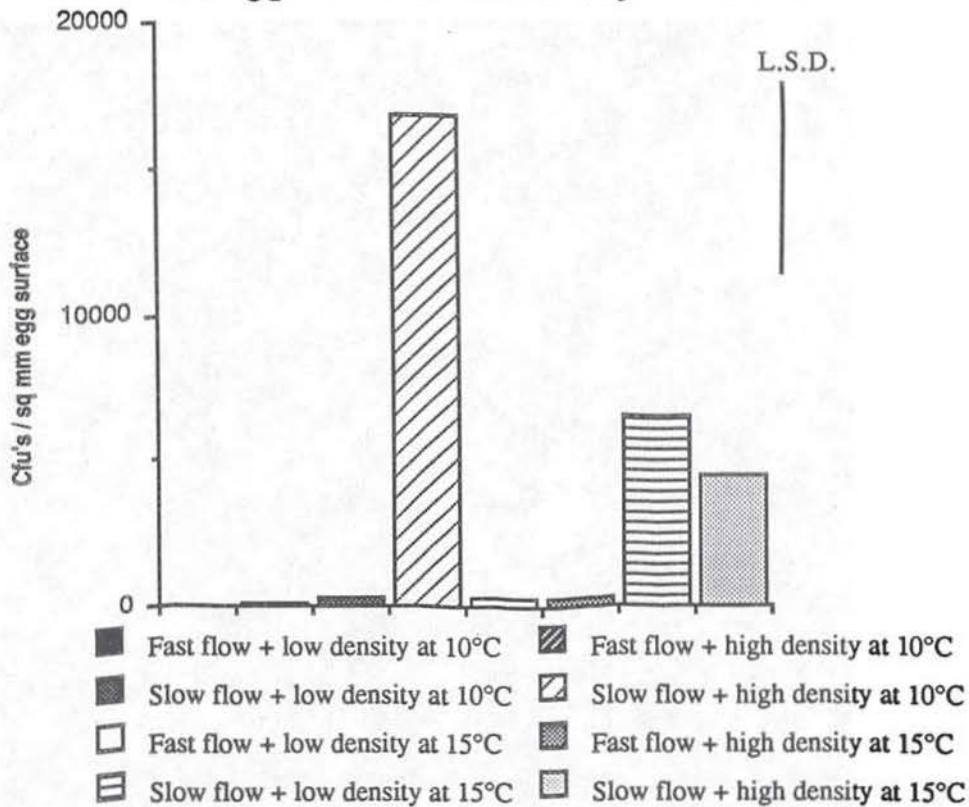 20000
L.S.D.
Cfu's / sq mm egg surface
10000
0
Fast flow + low density at 10°C
Fast flow + high density at 10°C
Slow flow + low density at 10°C
Slow flow + high density at 10°C
Fast flow + low density at 15°C
Fast flow + high density at 15°C
Slow flow + low density at 15°C
Slow flow + high density at 15°C